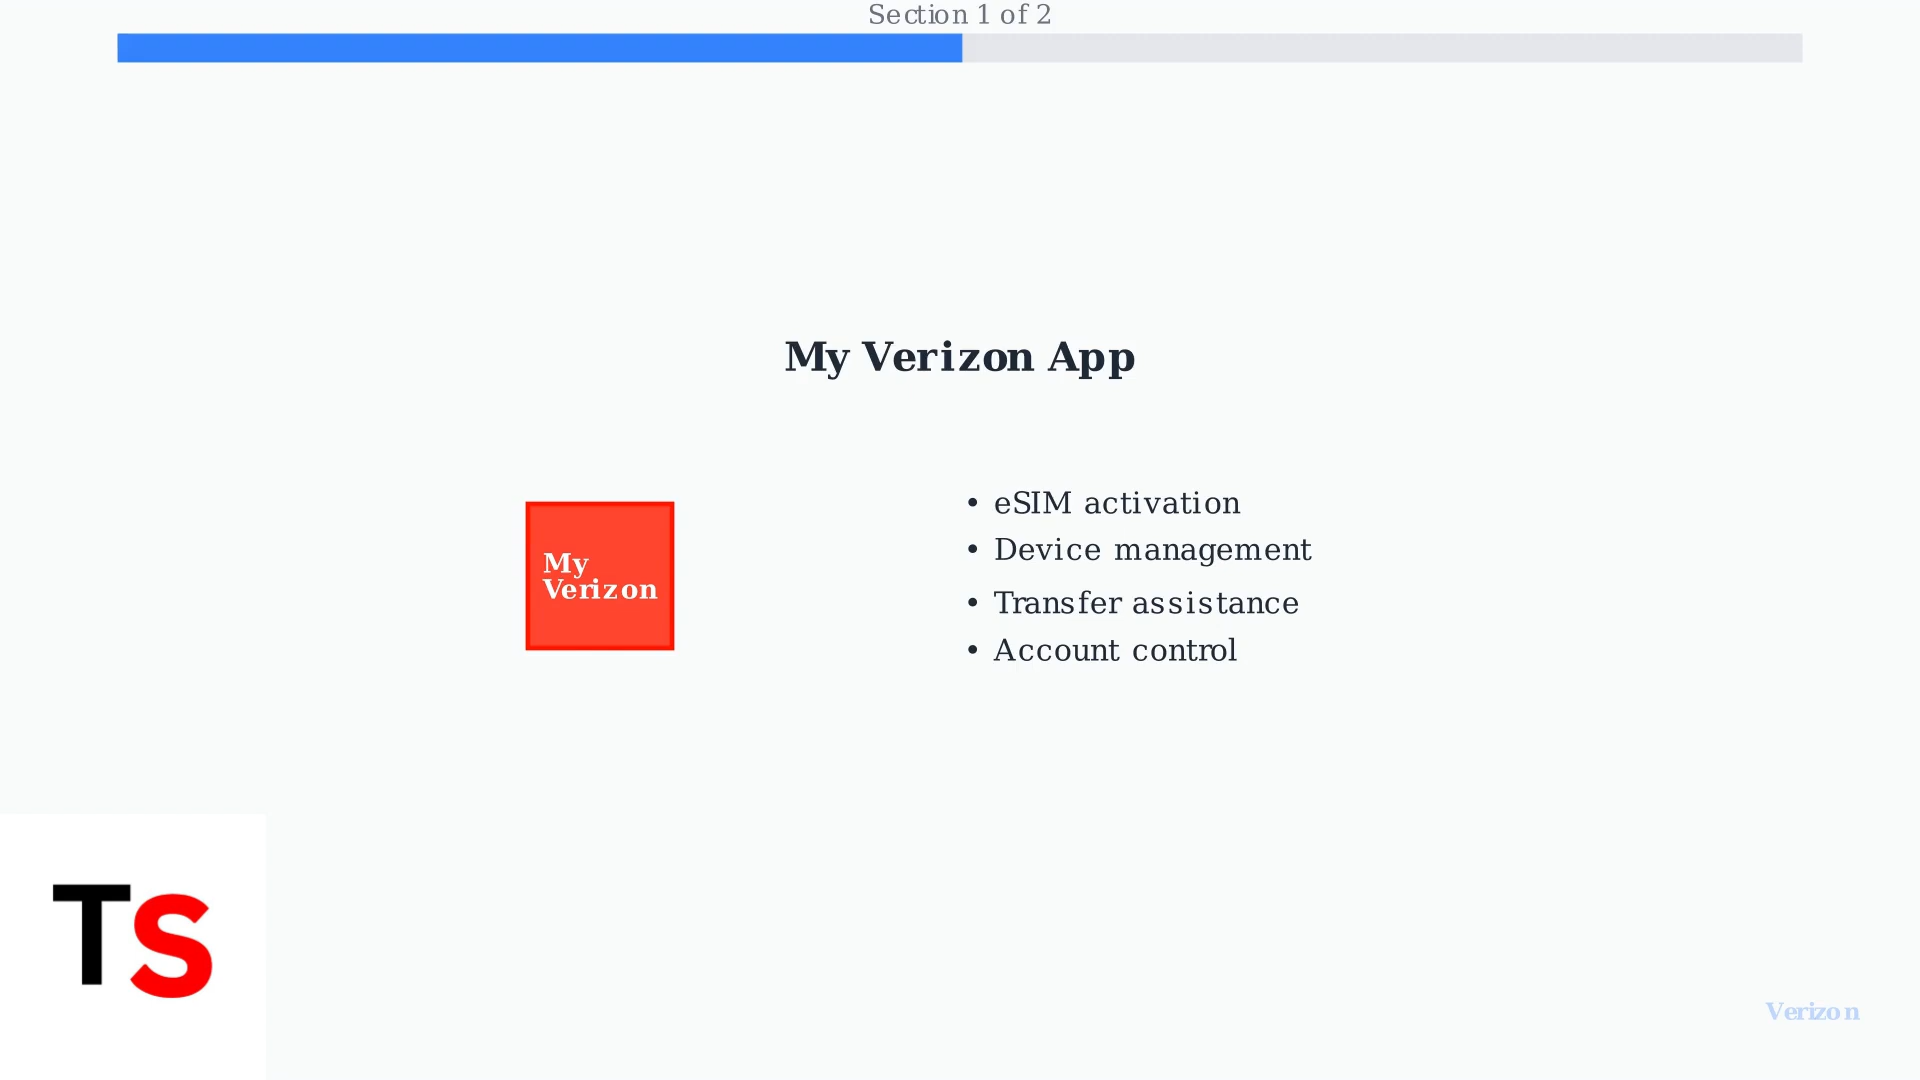 Section 1 of 2
My Verizon App
My
Verizon
• eSIM activation
• Device management
• Transfer assistance
• Account control
TS
Verizon